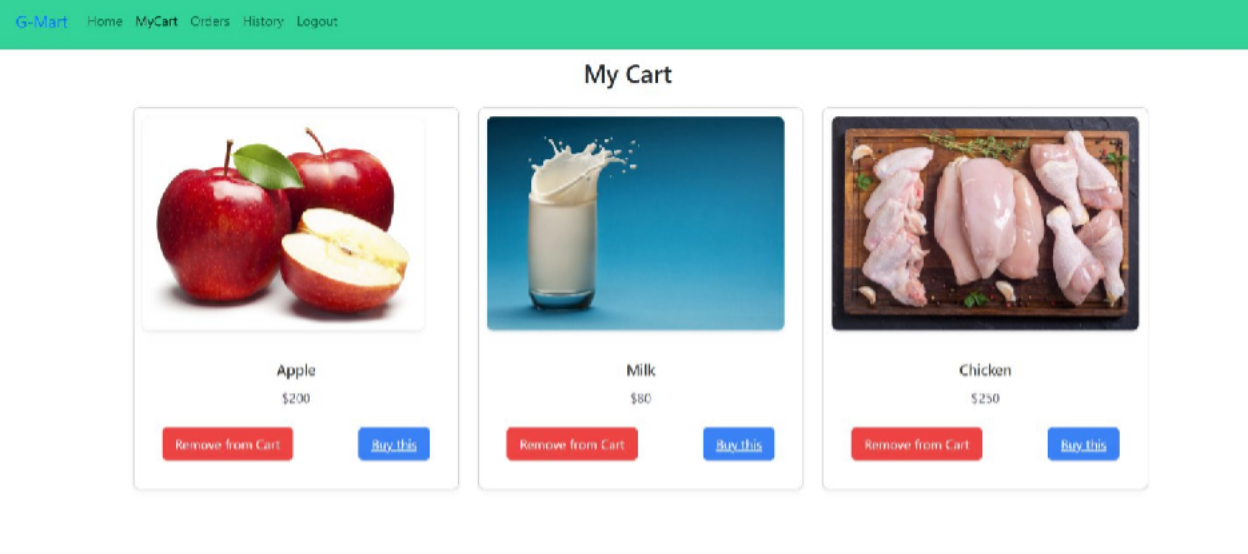 G-Mart Home MyCart Orders History Logout
My Cart
Apple
$200
Remove from Cart Buy this
Milk
$80
Remove from Cart Buy this
Chicken
$250
Remove from Cart Buy this